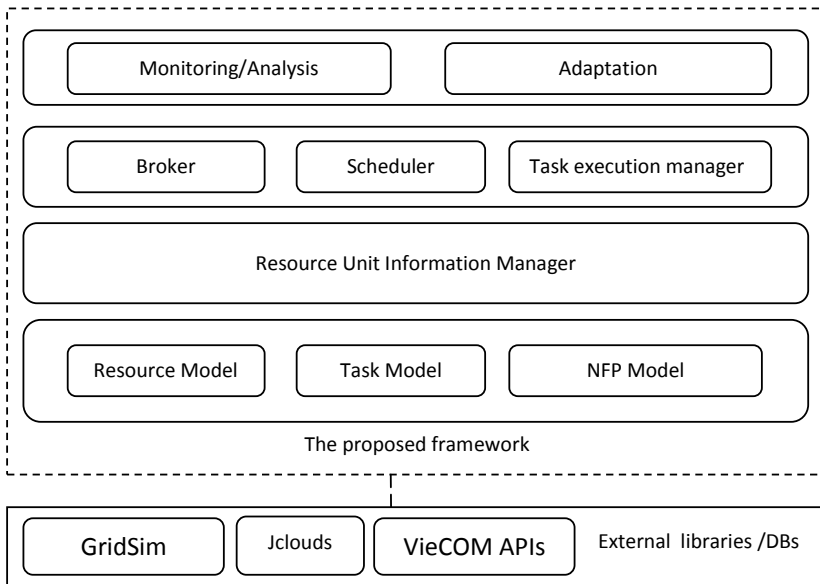 Monitoring/Analysis
Adaptation
Broker
Scheduler
Task execution manager
Resource Unit Information Manager
Resource Model
Task Model
NFP Model
The proposed framework
GridSim
Jclouds
VieCOM APIs
External libraries /DBs